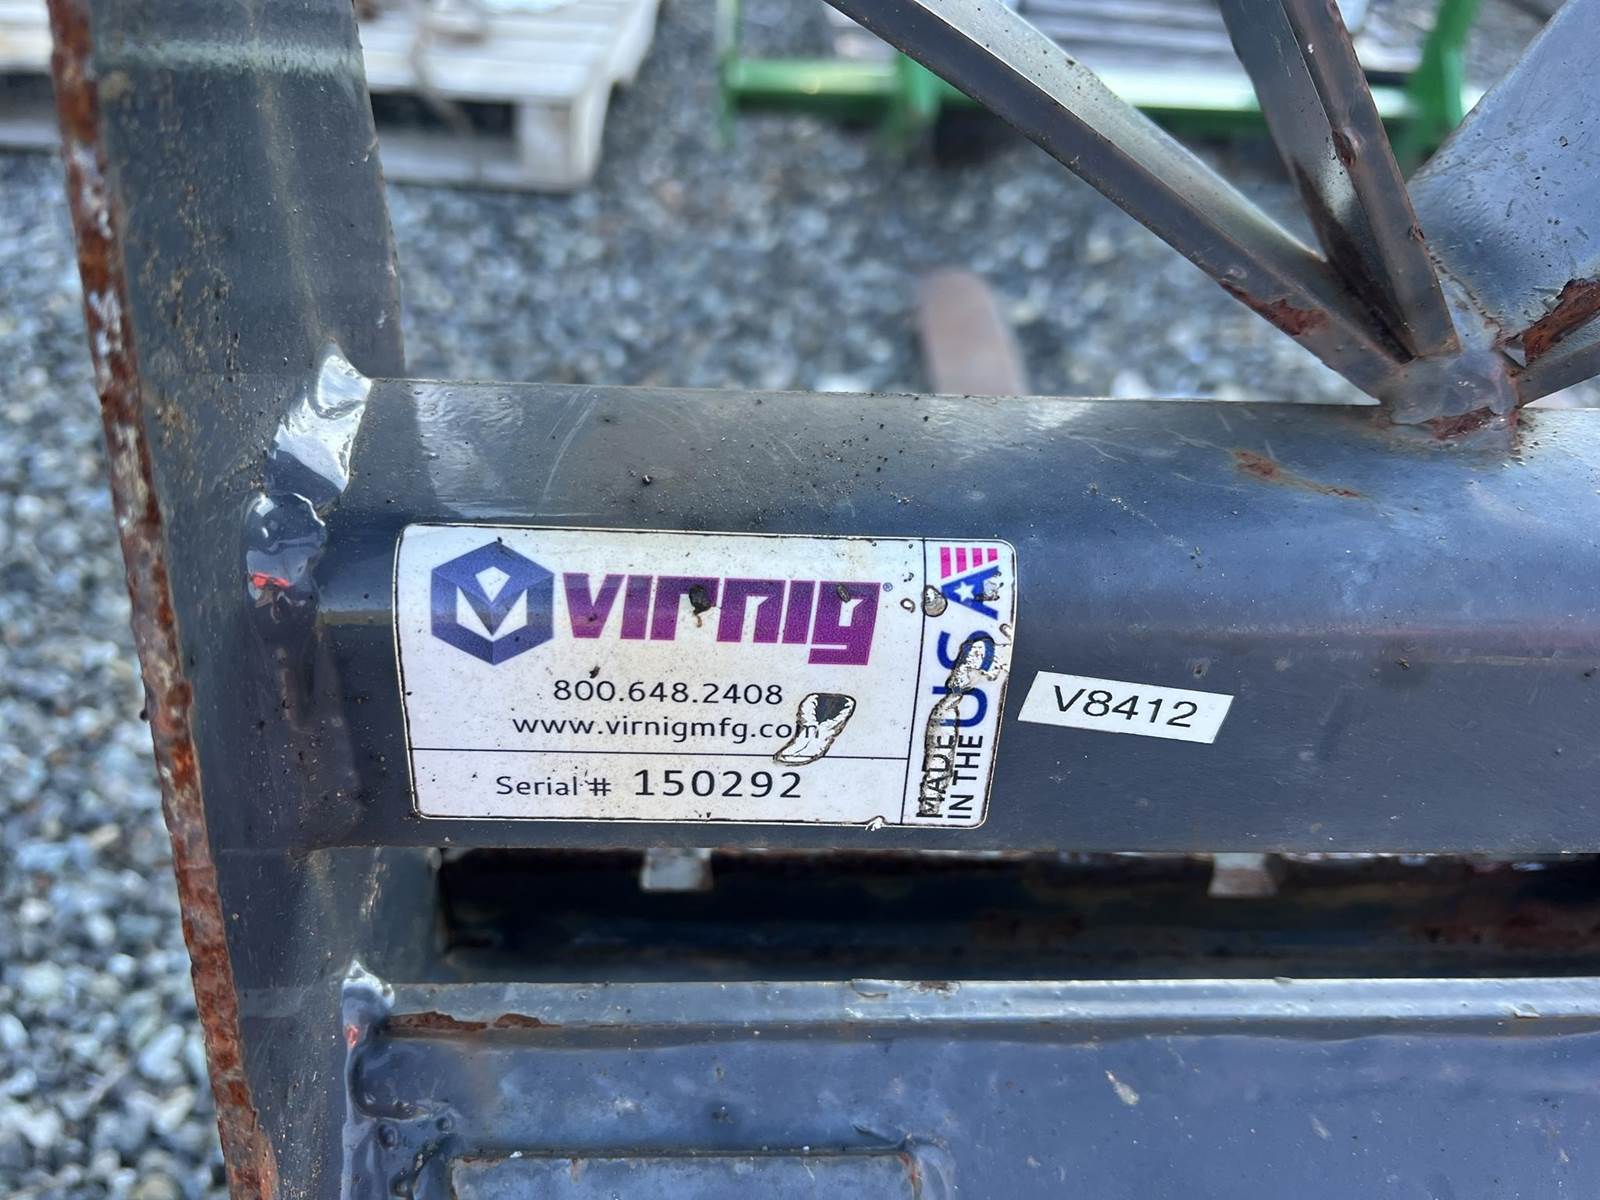 virnig®
800.648.2408
www.virnigmfg.com
Serial # 150292
MADE
IN THE USA
V8412